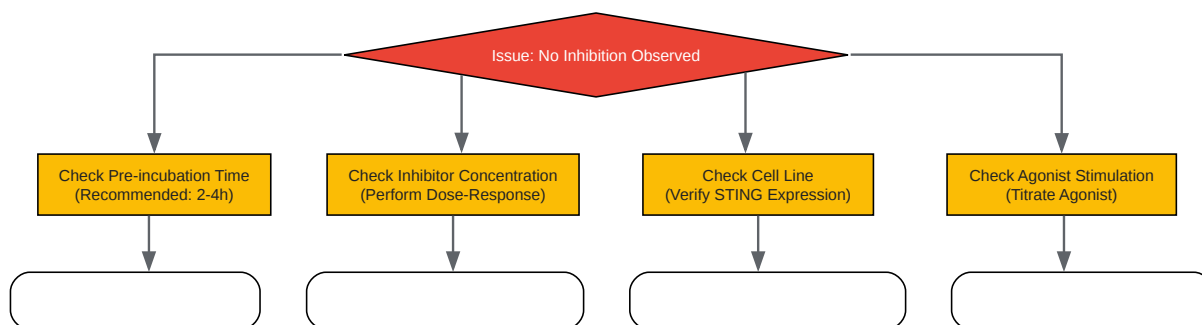 Issue: No Inhibition Observed
Check Pre-incubation Time
(Recommended: 2-4h)
Check Inhibitor Concentration
(Perform Dose-Response)
Check Cell Line
(Verify STING Expression)
Check Agonist Stimulation
(Titrate Agonist)